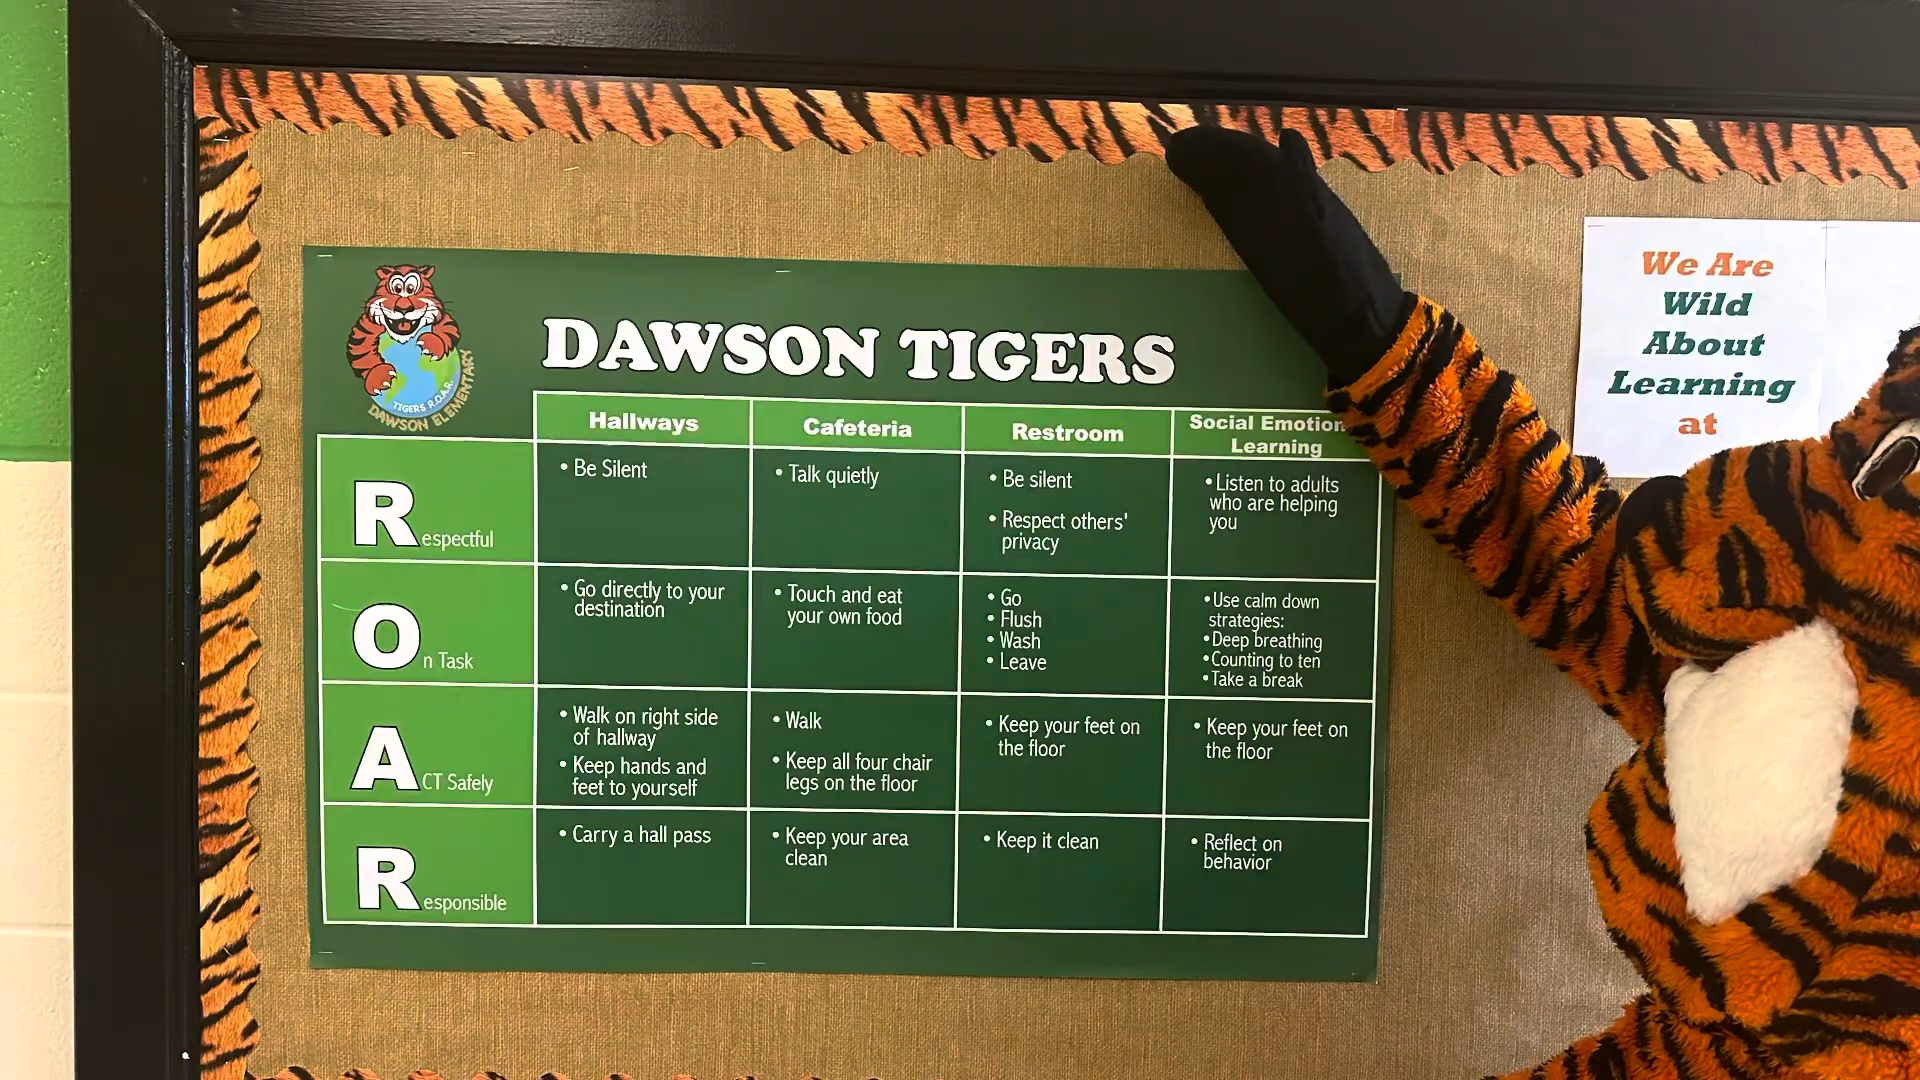 TIGERS R.O.A.R.
DAWSON ELEMENTARY
DAWSON TIGERS
Hallways
Cafeteria
Restroom
Social Emotion
Learning
Respectful
• Be Silent
• Talk quietly
• Be silent
• Respect others'
privacy
• Listen to adults
who are helping
you
On Task
• Go directly to your
destination
• Touch and eat
your own food
• Go
• Flush
• Wash
• Leave
• Use calm down
strategies:
• Deep breathing
• Counting to ten
• Take a break
ACT Safely
• Walk on right side
of hallway
• Keep hands and
feet to yourself
• Walk
• Keep all four chair
legs on the floor
• Keep your feet on
the floor
• Keep your feet on
the floor
Responsible
• Carry a hall pass
• Keep your area
clean
• Keep it clean
• Reflect on
behavior
We Are
Wild
About
Learning
at